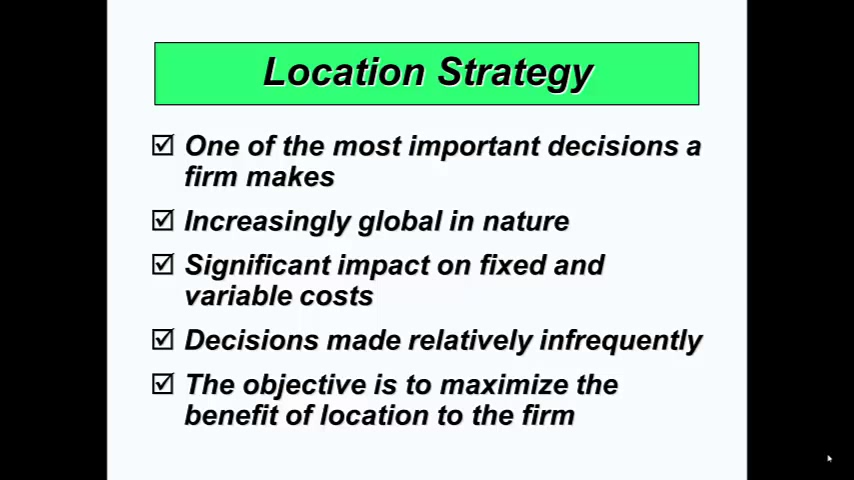 Location Strategy
One of the most important decisions a
firm makes
Increasingly global in nature
Significant impact on fixed and
variable costs
Decisions made relatively infrequently
The objective is to maximize the
benefit of location to the firm